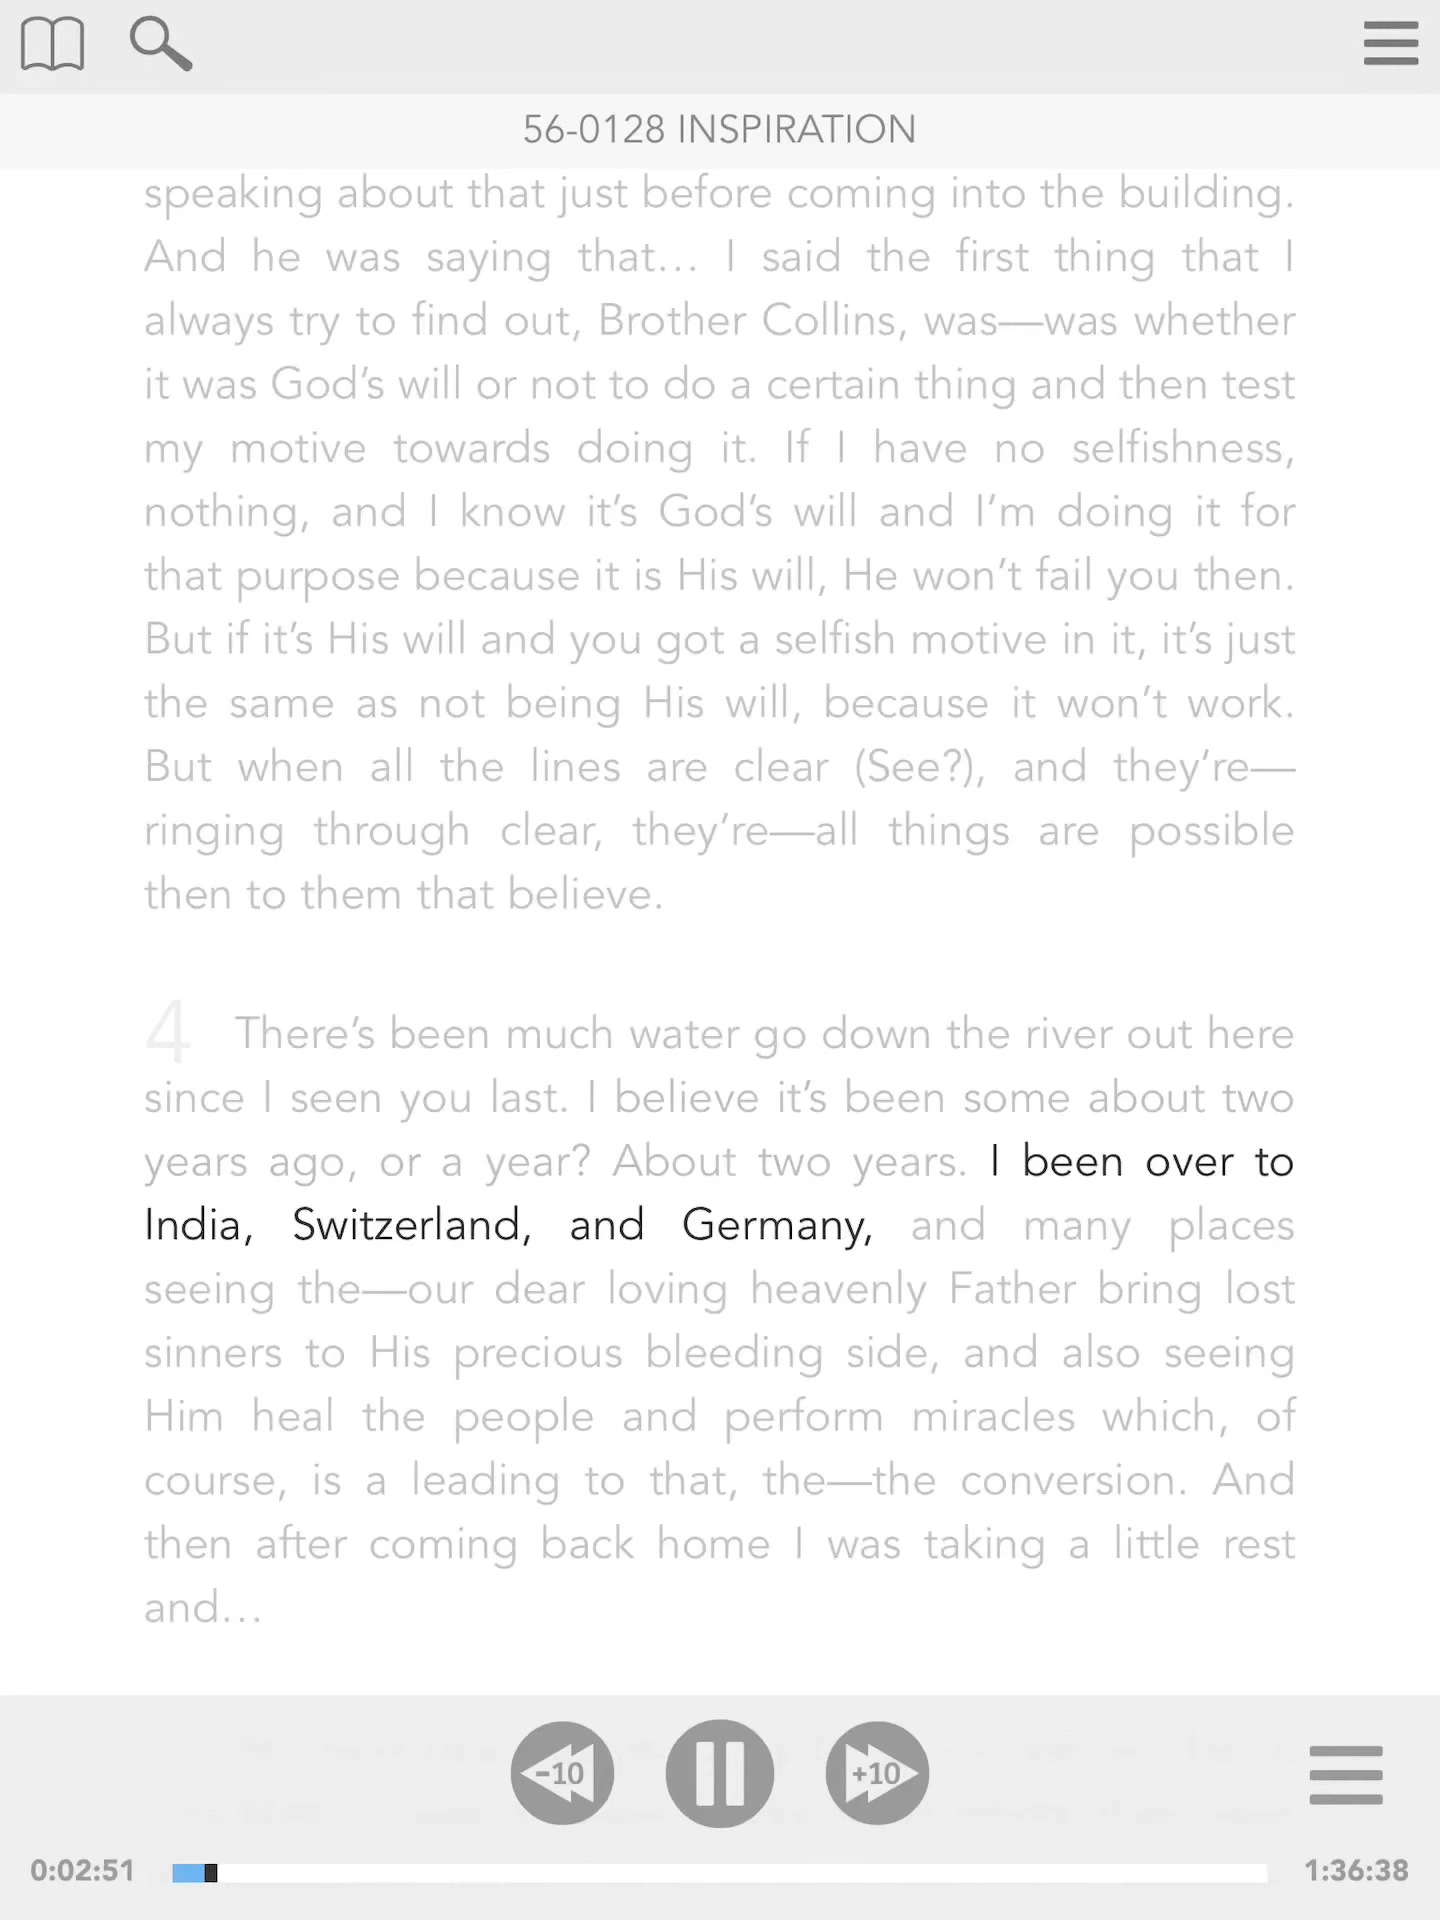 56-0128 INSPIRATION
speaking about that just before coming into the building.
And he was saying that… I said the first thing that I
always try to find out, Brother Collins, was—was whether
it was God’s will or not to do a certain thing and then test
my motive towards doing it. If I have no selfishness,
nothing, and I know it’s God’s will and I’m doing it for
that purpose because it is His will, He won’t fail you then.
But if it’s His will and you got a selfish motive in it, it’s just
the same as not being His will, because it won’t work.
But when all the lines are clear (See?), and they’re—
ringing through clear, they’re—all things are possible
then to them that believe.
4 There’s been much water go down the river out here
since I seen you last. I believe it’s been some about two
years ago, or a year? About two years. I been over to
India, Switzerland, and Germany, and many places
seeing the—our dear loving heavenly Father bring lost
sinners to His precious bleeding side, and also seeing
Him heal the people and perform miracles which, of
course, is a leading to that, the—the conversion. And
then after coming back home I was taking a little rest
and…
-10 +10
0:02:51 1:36:38